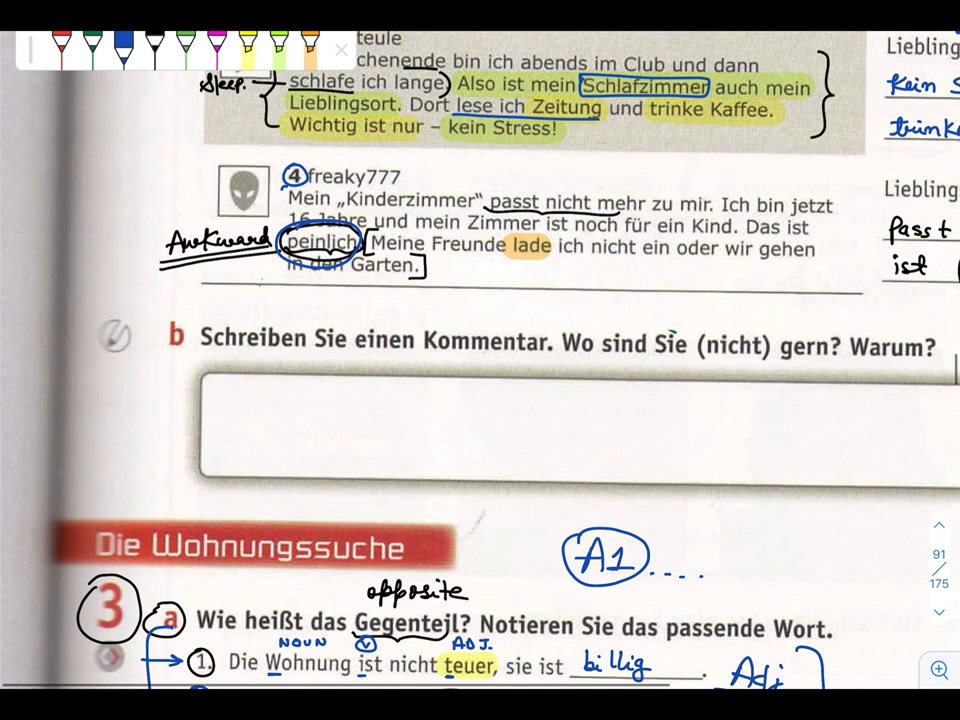 teule
chenende bin ich abends im Club und dann
Sleep. schlafe ich lange. Also ist mein Schlafzimmer auch mein
Lieblingsort. Dort lese ich Zeitung und trinke Kaffee.
Wichtig ist nur – kein Stress!
Liebling
kein S
trinke
4 freaky777
Mein „Kinderzimmer“ passt nicht mehr zu mir. Ich bin jetzt
16 Jahre und mein Zimmer ist noch für ein Kind. Das ist
Awkward peinlich. Meine Freunde lade ich nicht ein oder wir gehen
in den Garten.
Liebling
passt
ist
b Schreiben Sie einen Kommentar. Wo sind Sie (nicht) gern? Warum?
Die Wohnungssuche
A1....
opposite
3 a Wie heißt das Gegenteil? Notieren Sie das passende Wort.
NOUN V ADJ.
1. Die Wohnung ist nicht teuer, sie ist billig.
Adj
91
/
175